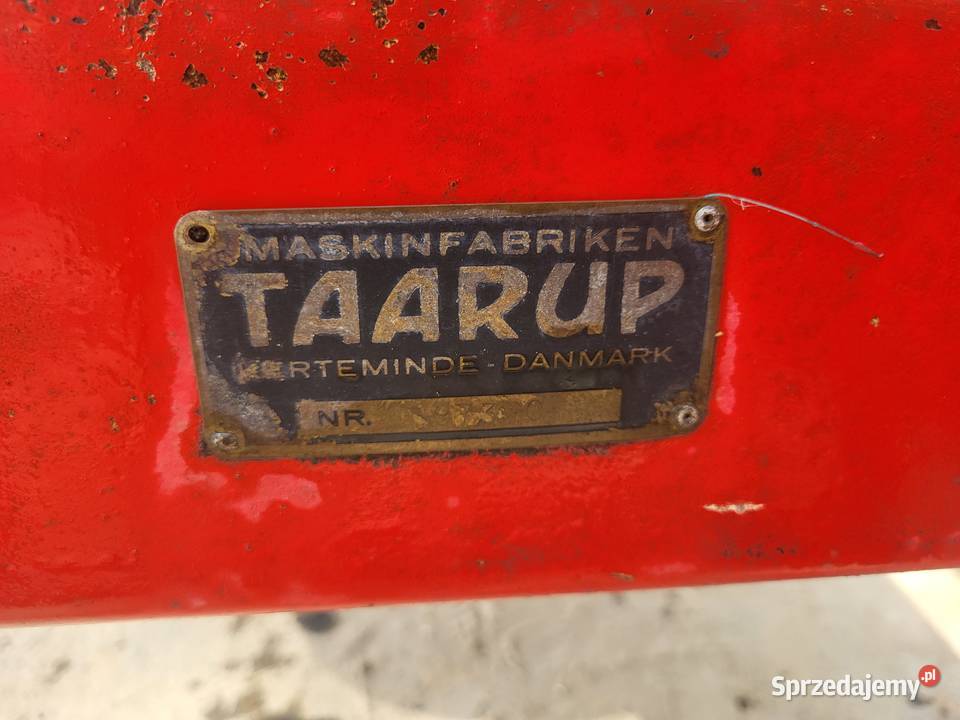 MASKINFABRIKEN
TAARUP
KERTEMINDE - DANMARK
NR.
Sprzedajemy.pl